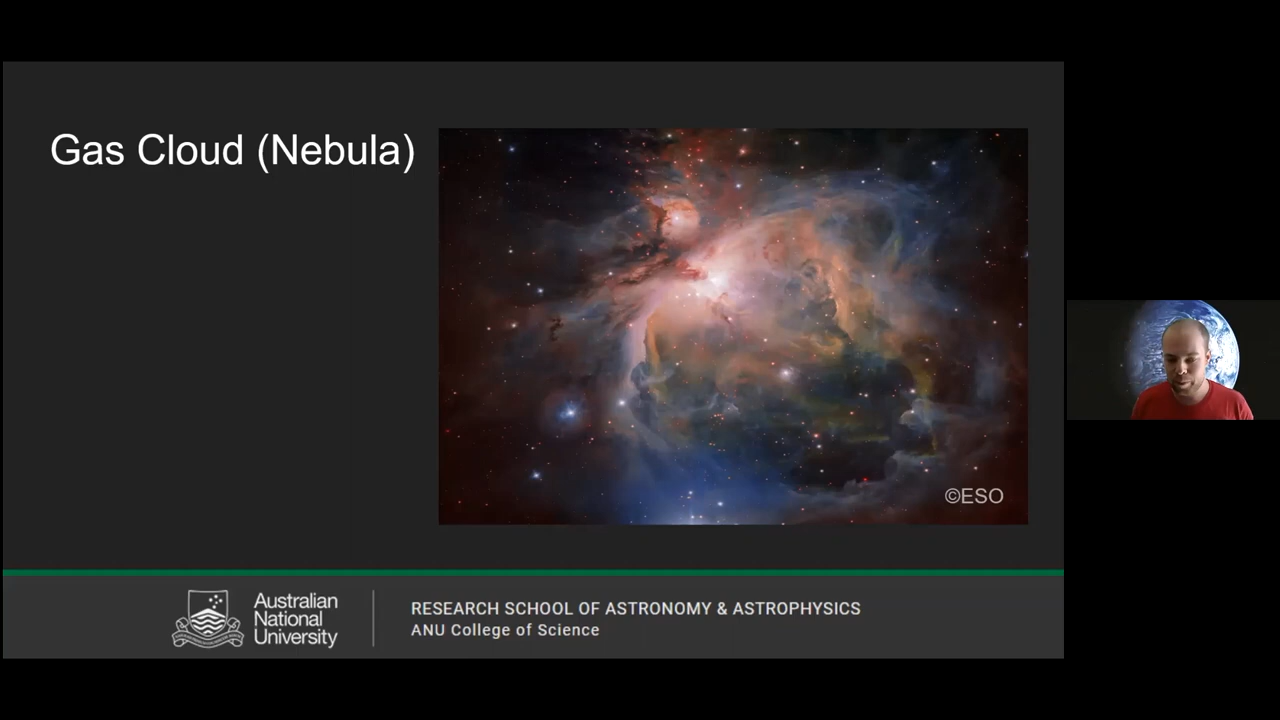 Gas Cloud (Nebula)
©ESO
Australian
National
University
RESEARCH SCHOOL OF ASTRONOMY & ASTROPHYSICS
ANU College of Science